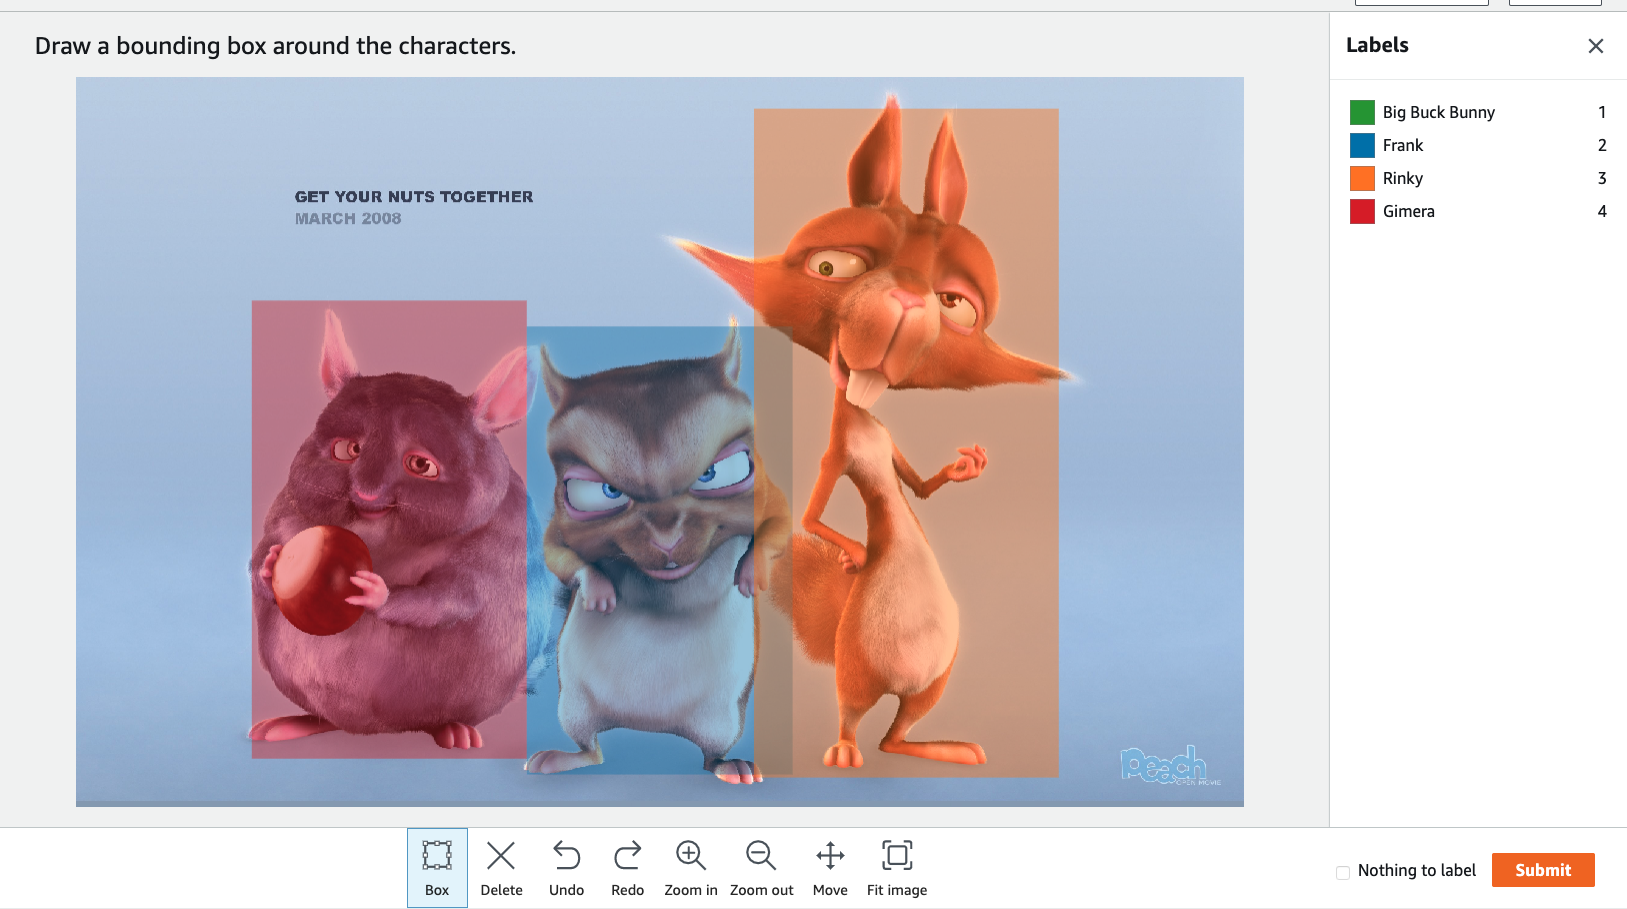 Draw a bounding box around the characters.
Labels
Big Buck Bunny 1
Frank 2
Rinky 3
Gimera 4
GET YOUR NUTS TOGETHER
MARCH 2008
peach
OPEN MOVIE
Box Delete Undo Redo Zoom in Zoom out Move Fit image
Nothing to label Submit